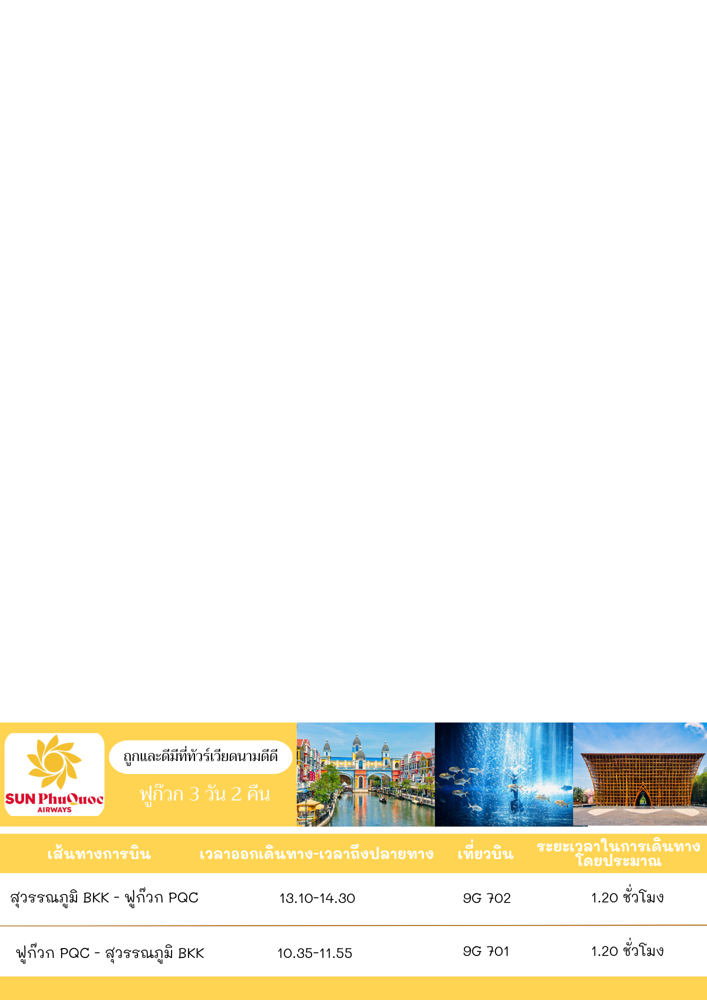 SUN PhuQuoc
AIRWAYS
ถูกและดีมีที่ทัวร์เวียดนามดีดี
ฟูก๊วก 3 วัน 2 คืน
เส้นทางการบิน เวลาออกเดินทาง-เวลาถึงปลายทาง เที่ยวบิน ระยะเวลาในการเดินทาง
โดยประมาณ
สุวรรณภูมิ BKK - ฟูก๊วก PQC 13.10-14.30 9G 702 1.20 ชั่วโมง
ฟูก๊วก PQC - สุวรรณภูมิ BKK 10.35-11.55 9G 701 1.20 ชั่วโมง